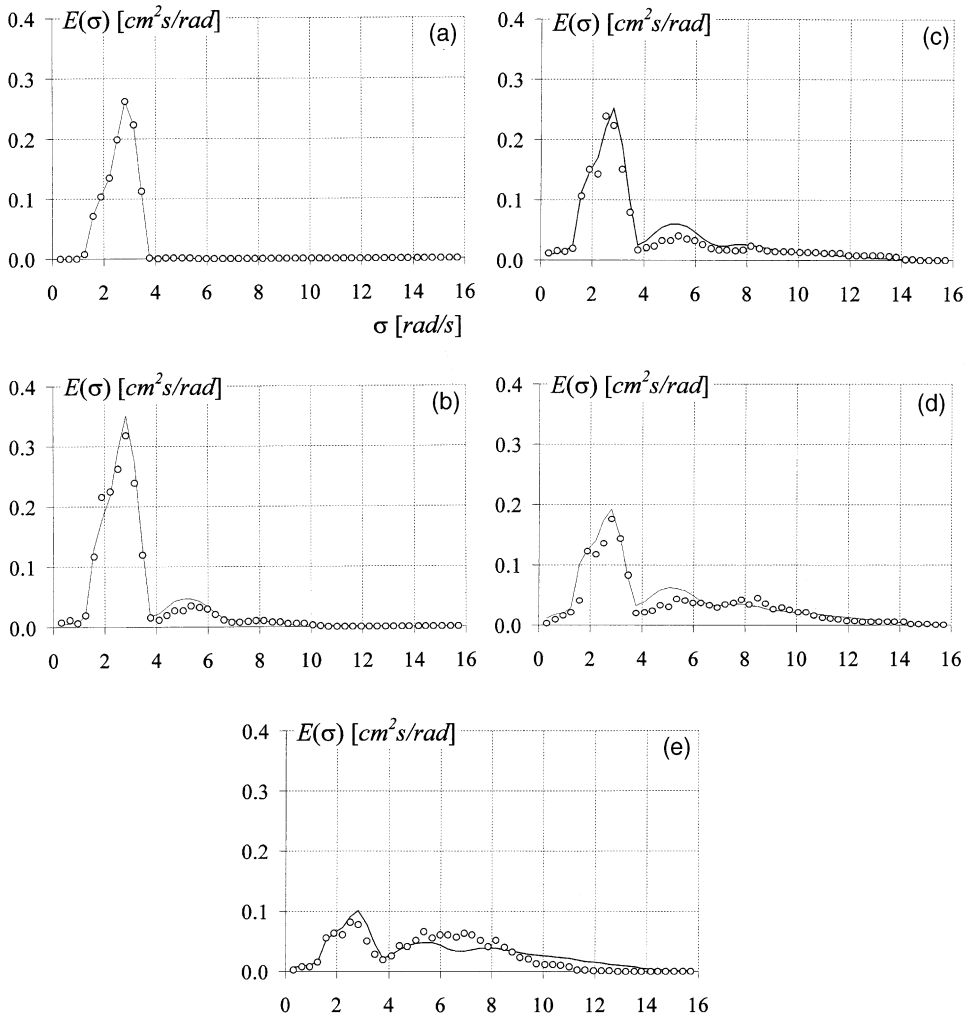 E(σ) [cm²s/rad] (a)
0.4
0.3
0.2
0.1
0.0
0 2 4 6 8 10 12 14 16
σ [rad/s]
E(σ) [cm²s/rad] (c)
0.4
0.3
0.2
0.1
0.0
0 2 4 6 8 10 12 14 16
E(σ) [cm²s/rad] (b)
0.4
0.3
0.2
0.1
0.0
0 2 4 6 8 10 12 14 16
E(σ) [cm²s/rad] (d)
0.4
0.3
0.2
0.1
0.0
0 2 4 6 8 10 12 14 16
E(σ) [cm²s/rad] (e)
0.4
0.3
0.2
0.1
0.0
0 2 4 6 8 10 12 14 16